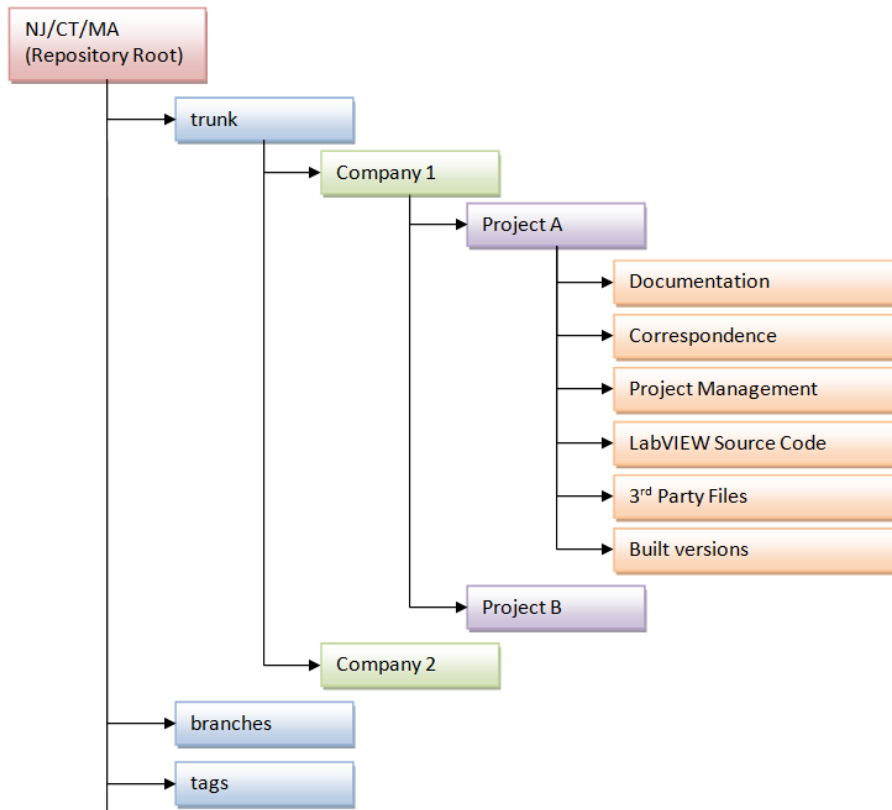 NJ/CT/MA
(Repository Root)
trunk
Company 1
Project A
Documentation
Correspondence
Project Management
LabVIEW Source Code
3rd Party Files
Built versions
Project B
Company 2
branches
tags